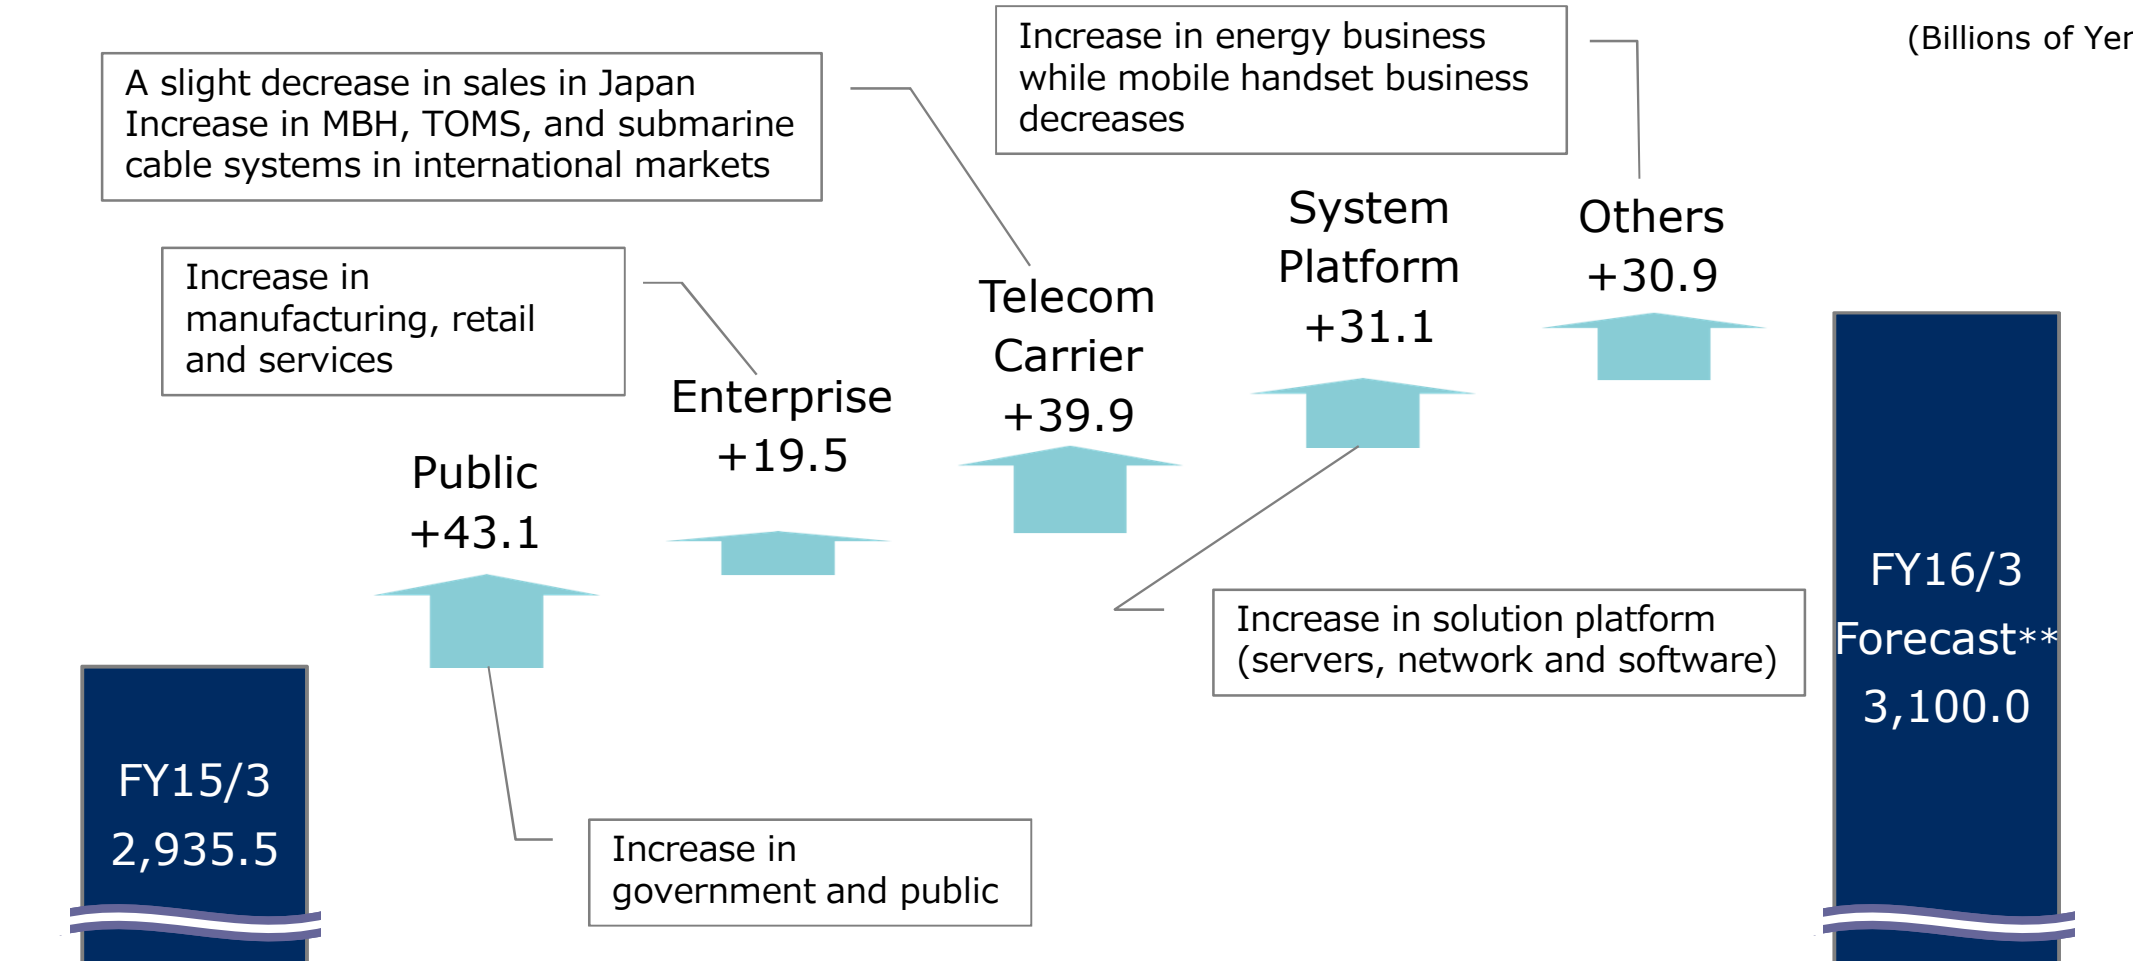 (Billions of Yen
Increase in energy business
while mobile handset business
decreases
A slight decrease in sales in Japan
Increase in MBH, TOMS, and submarine
cable systems in international markets
System
Platform
+31.1
Others
+30.9
Increase in
manufacturing, retail
and services
Telecom
Carrier
+39.9
Enterprise
+19.5
Public
+43.1
FY16/3
Forecast**
3,100.0
Increase in solution platform
(servers, network and software)
FY15/3
2,935.5
Increase in
government and public